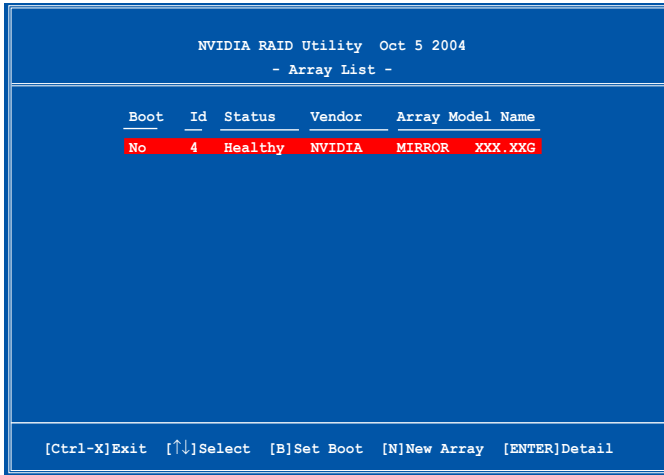 NVIDIA RAID Utility Oct 5 2004
- Array List -
Boot Id Status Vendor Array Model Name
No 4 Healthy NVIDIA MIRROR XXX.XXG
[Ctrl-X]Exit [↑↓]Select [B]Set Boot [N]New Array [ENTER]Detail